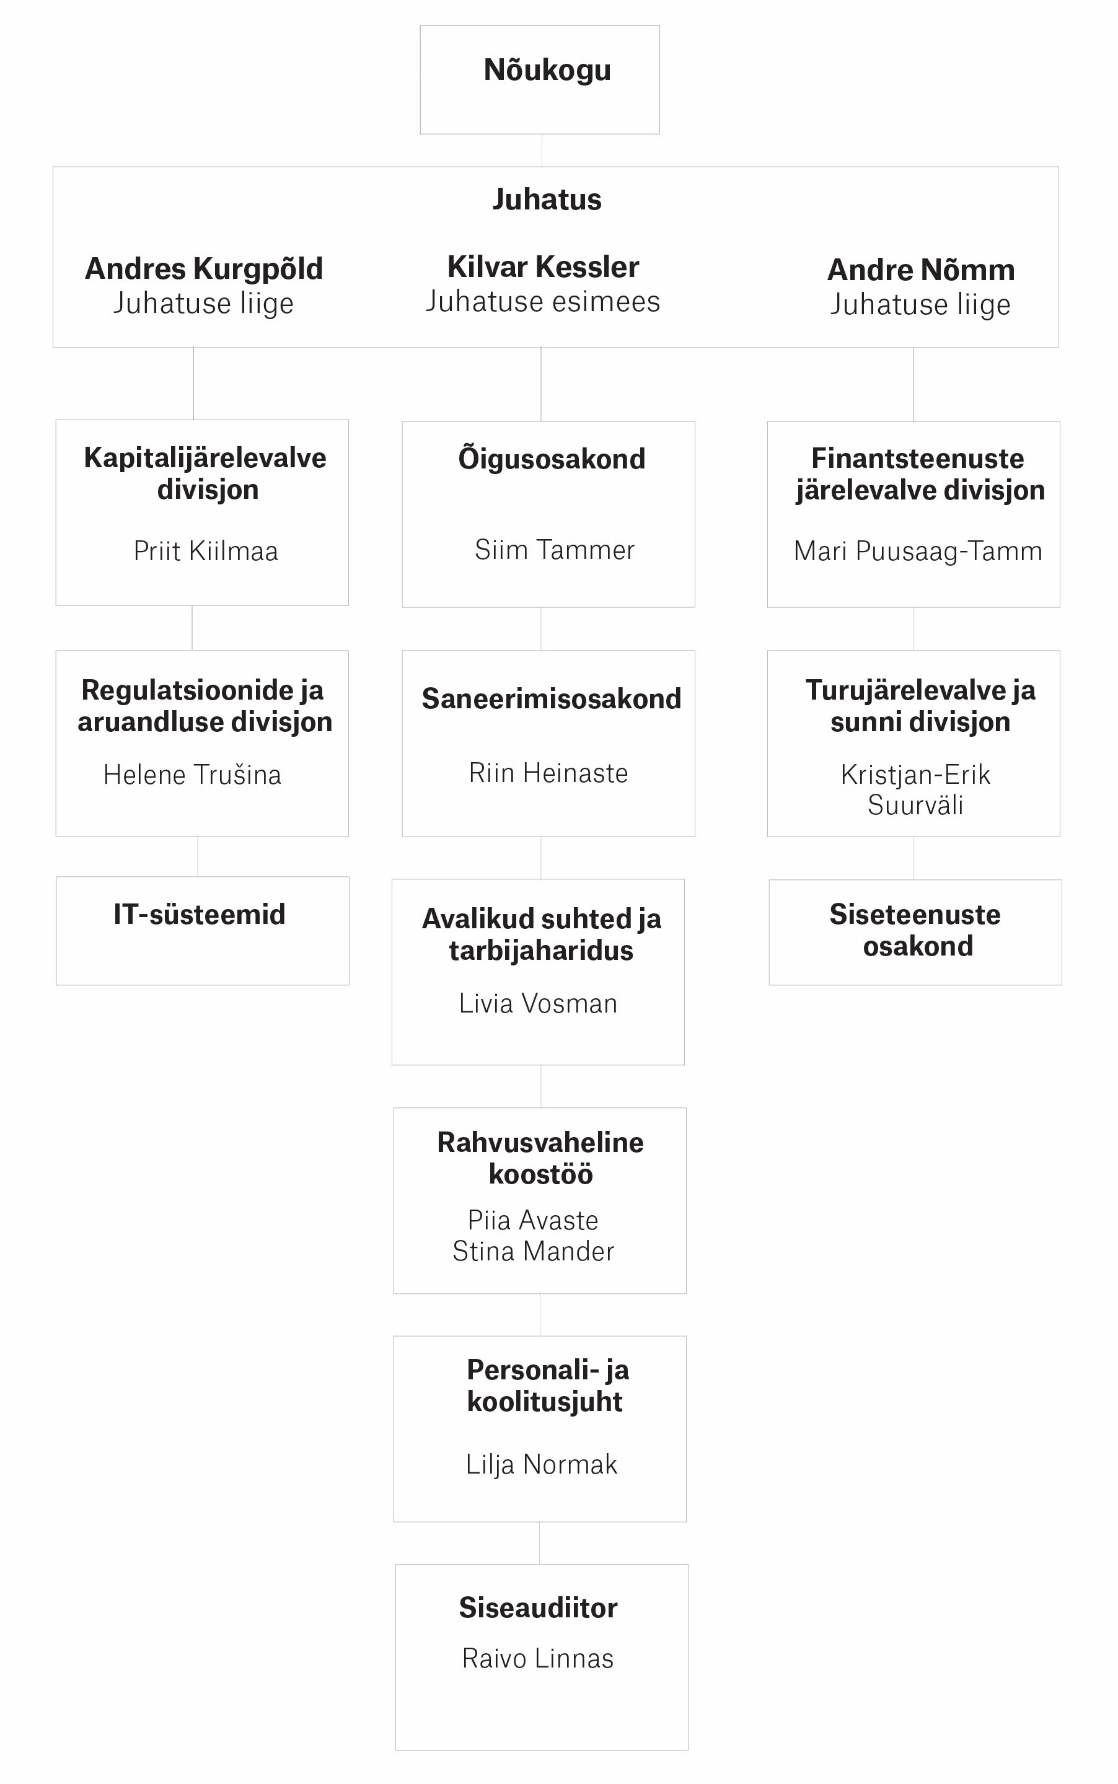 Nõukogu
Juhatus
Andres Kurgpõld
Juhatuse liige
Kilvar Kessler
Juhatuse esimees
Andre Nõmm
Juhatuse liige
Kapitalijärelevalve
divisjon
Priit Kiilmaa
Õigusosakond
Siim Tammer
Finantsteenuste
järelevalve divisjon
Mari Puusaag-Tamm
Regulatsioonide ja
aruandluse divisjon
Helene Trušina
Saneerimisosakond
Riin Heinaste
Turujärelevalve ja
sunni divisjon
Kristjan-Erik
Suurväli
IT-süsteemid
Avalikud suhted ja
tarbijaharidus
Livia Vosman
Siseteenuste
osakond
Rahvusvaheline
koostöö
Piia Avaste
Stina Mander
Personali- ja
koolitusjuht
Lilja Normak
Siseaudiitor
Raivo Linnas